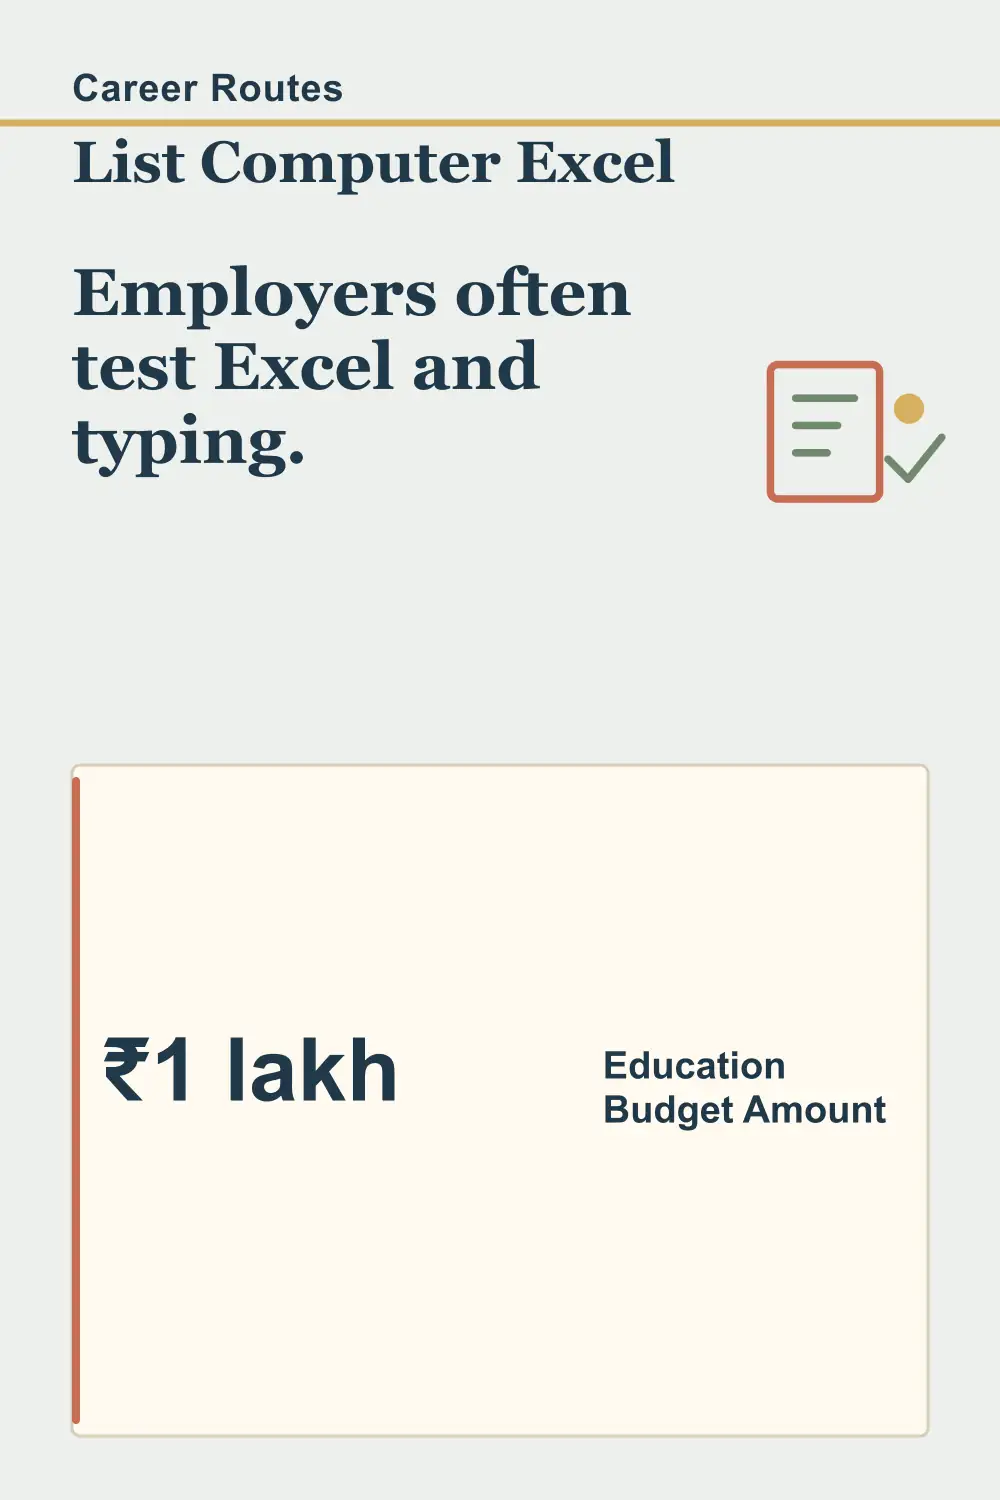 Career Routes
List Computer Excel
Employers often
test Excel and
typing.
₹1 lakh
Education
Budget Amount